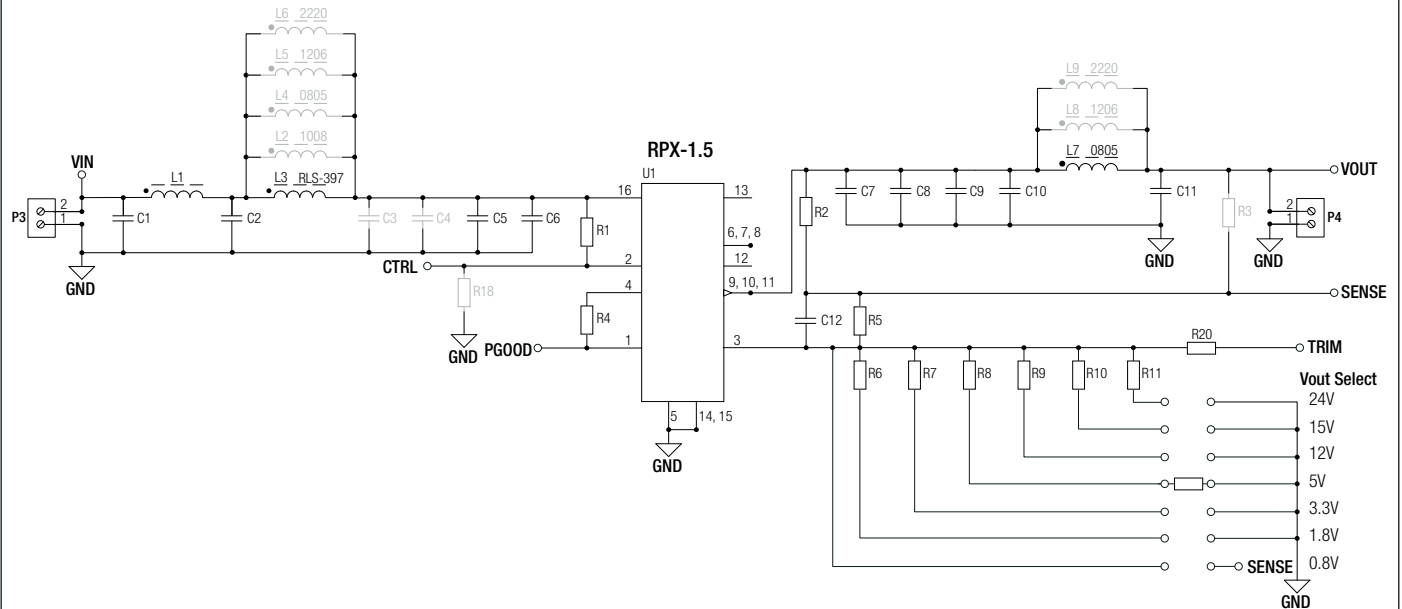 L6 2220
L5 1206
L4 0805
L2 1008
L3 RLS-397
L1
VIN
P3
2
1
C1
C2
C3
C4
C5
C6
GND
R1
CTRL
R18
GND
R4
PGOOD
RPX-1.5
U1
16
2
4
1
13
6, 7, 8
12
9, 10, 11
3
5
14, 15
GND
L9 2220
L8 1206
L7 0805
R2
C7
C8
C9
C10
C11
R3
VOUT
2
1
P4
GND
GND
SENSE
C12
R5
R20
TRIM
R6
R7
R8
R9
R10
R11
Vout Select
24V
15V
12V
5V
3.3V
1.8V
SENSE 0.8V
GND